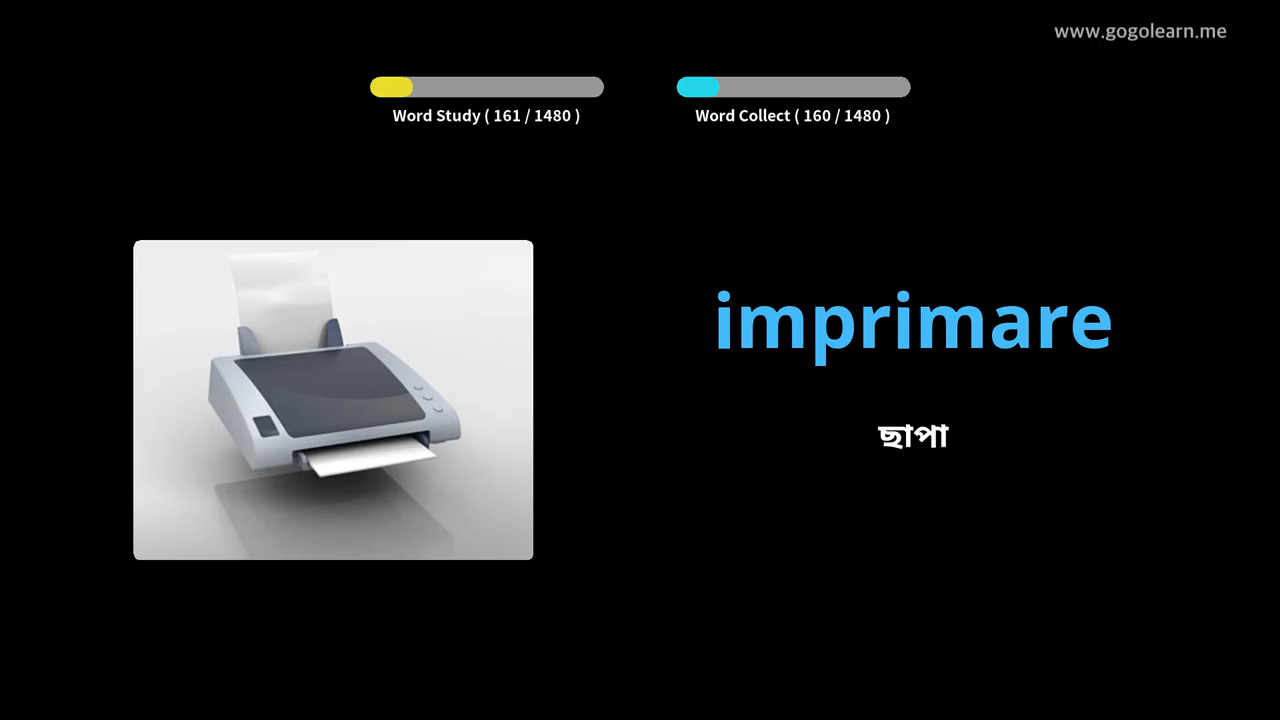 www.gogolearn.me
Word Study ( 161 / 1480 )
Word Collect ( 160 / 1480 )
imprimare
ছাপা